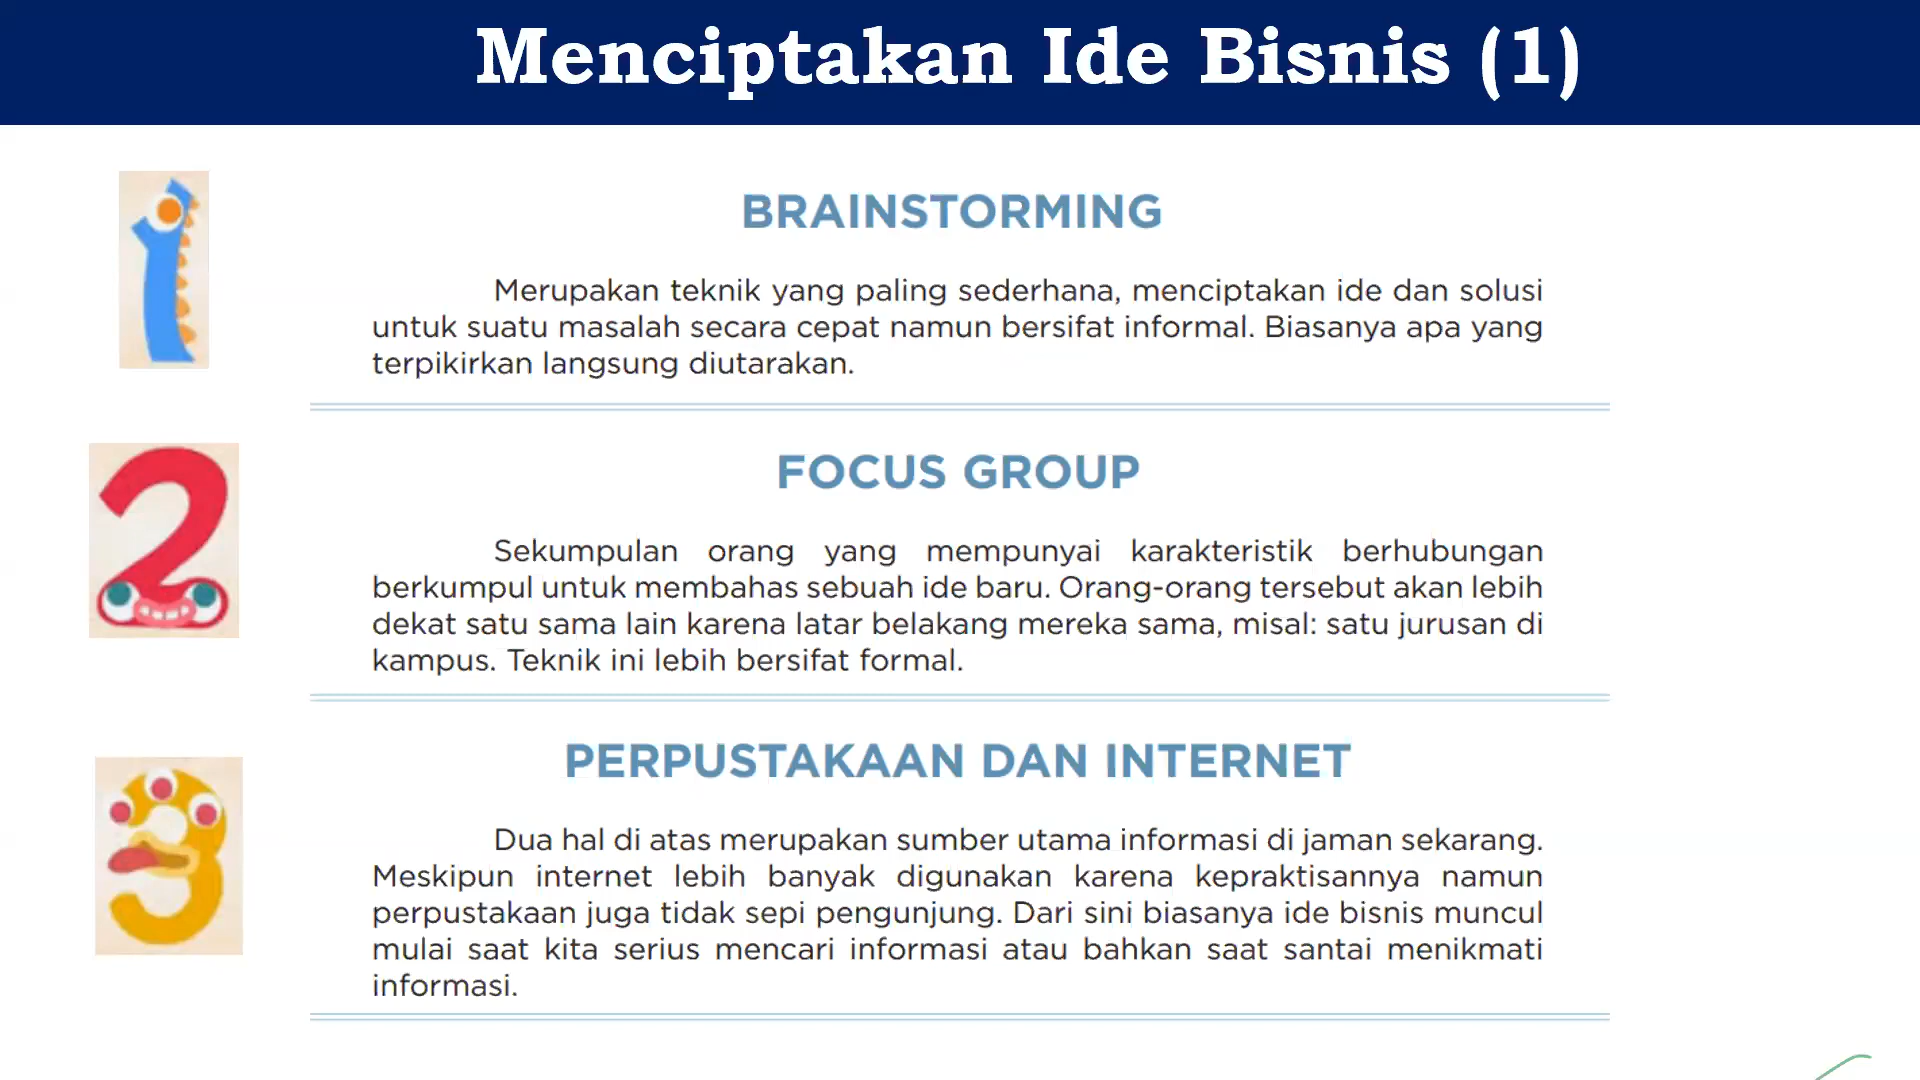 Menciptakan Ide Bisnis (1)
1
BRAINSTORMING
Merupakan teknik yang paling sederhana, menciptakan ide dan solusi
untuk suatu masalah secara cepat namun bersifat informal. Biasanya apa yang
terpikirkan langsung diutarakan.
2
FOCUS GROUP
Sekumpulan orang yang mempunyai karakteristik berhubungan
berkumpul untuk membahas sebuah ide baru. Orang-orang tersebut akan lebih
dekat satu sama lain karena latar belakang mereka sama, misal: satu jurusan di
kampus. Teknik ini lebih bersifat formal.
3
PERPUSTAKAAN DAN INTERNET
Dua hal di atas merupakan sumber utama informasi di jaman sekarang.
Meskipun internet lebih banyak digunakan karena kepraktisannya namun
perpustakaan juga tidak sepi pengunjung. Dari sini biasanya ide bisnis muncul
mulai saat kita serius mencari informasi atau bahkan saat santai menikmati
informasi.